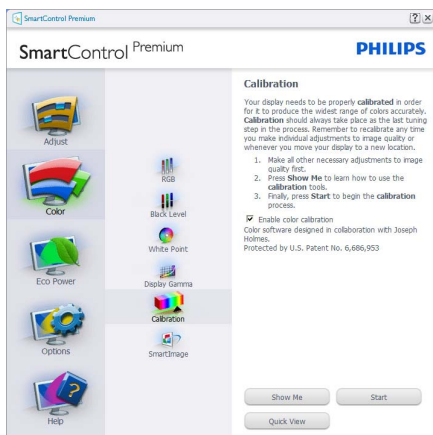 SmartControl Premium
SmartControl Premium
PHILIPS
Adjust
Color
Eco Power
Options
Help
RGB
Black Level
White Point
Display Gamma
Calibration
SmartImage
Calibration
Your display needs to be properly calibrated in order
for it to produce the widest range of colors accurately.
Calibration should always take place as the last tuning
step in the process. Remember to recalibrate any time
you make individual adjustments to image quality or
whenever you move your display to a new location.
1. Make all other necessary adjustments to image
quality first.
2. Press Show Me to learn how to use the
calibration tools.
3. Finally, press Start to begin the calibration
process.
Enable color calibration
Color software designed in collaboration with Joseph
Holmes.
Protected by U.S. Patent No. 6,686,953
Show Me
Start
Quick View